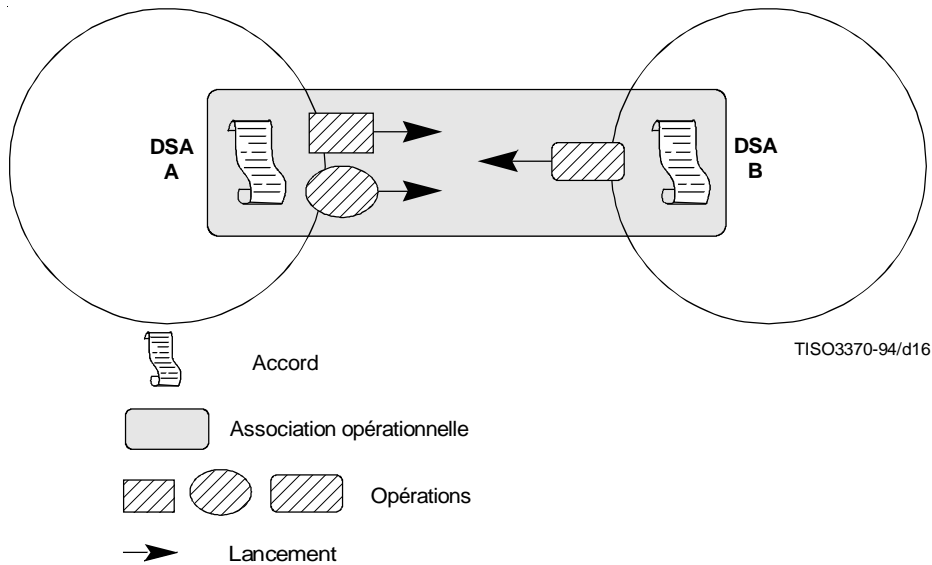 DSA
A
DSA
B
TISO3370-94/d16
Accord
Association opérationnelle
Opérations
Lancement